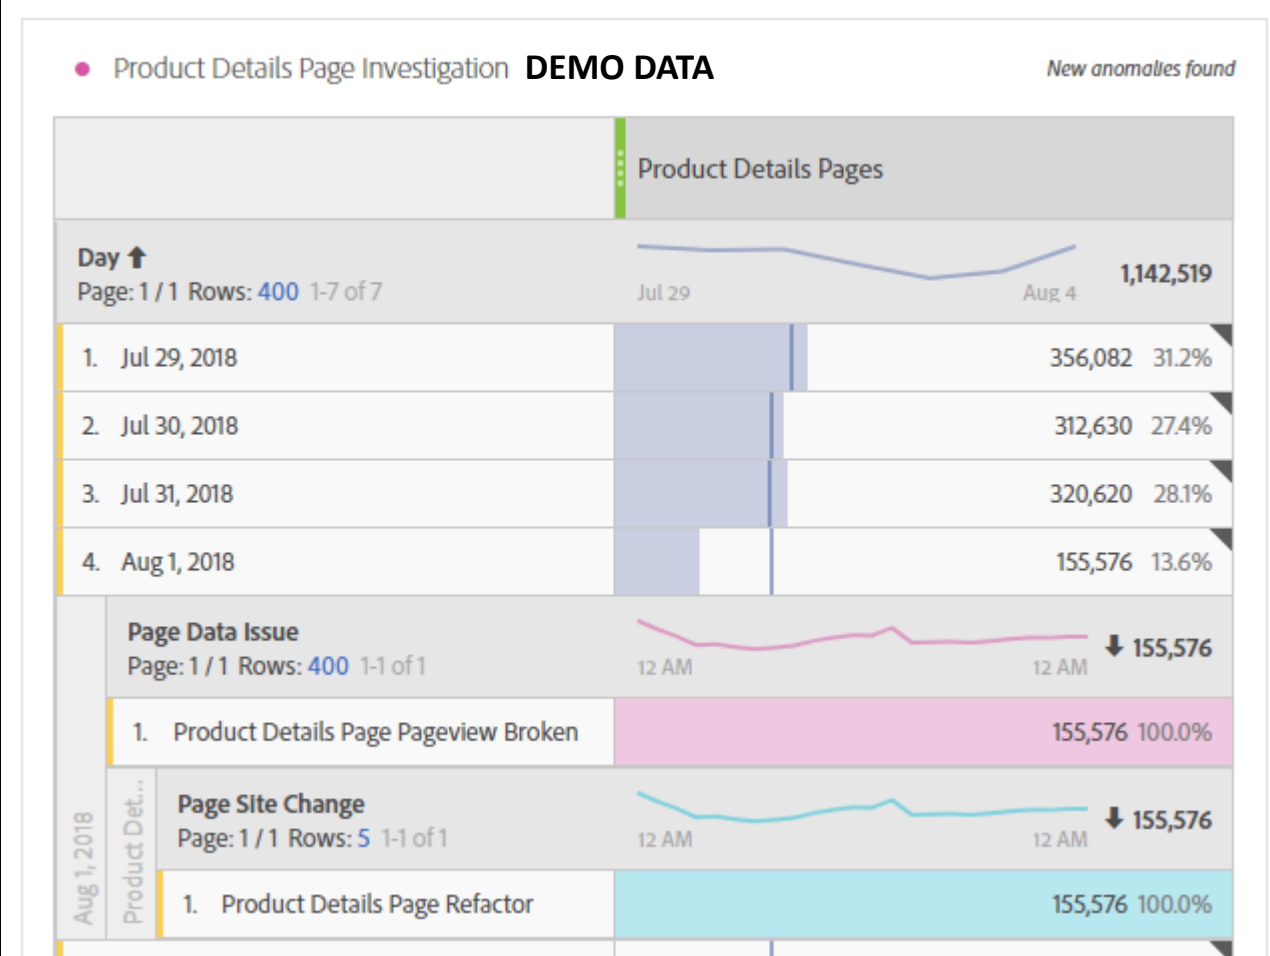 Product Details Page Investigation DEMO DATA
New anomalies found
Product Details Pages
Day
Page: 1 / 1 Rows: 400 1-7 of 7
Jul 29
Aug 4
1,142,519
1. Jul 29, 2018 356,082 31.2%
2. Jul 30, 2018 312,630 27.4%
3. Jul 31, 2018 320,620 28.1%
4. Aug 1, 2018 155,576 13.6%
Page Data Issue
Page: 1 / 1 Rows: 400 1-1 of 1
12 AM
12 AM
155,576
1. Product Details Page Pageview Broken 155,576 100.0%
Page Site Change
Page: 1 / 1 Rows: 5 1-1 of 1
12 AM
12 AM
155,576
1. Product Details Page Refactor 155,576 100.0%
Aug 1, 2018
Product Det...